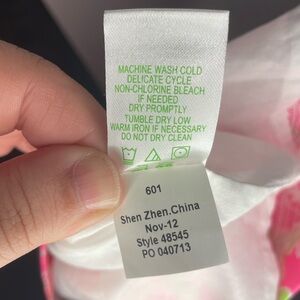 MACHINE WASH COLD
DELICATE CYCLE
NON-CHLORINE BLEACH
IF NEEDED
DRY PROMPTLY
TUMBLE DRY LOW
WARM IRON IF NECESSARY
DO NOT DRY CLEAN
601
Shen Zhen.China
Nov-12
Style 48545
PO 040713